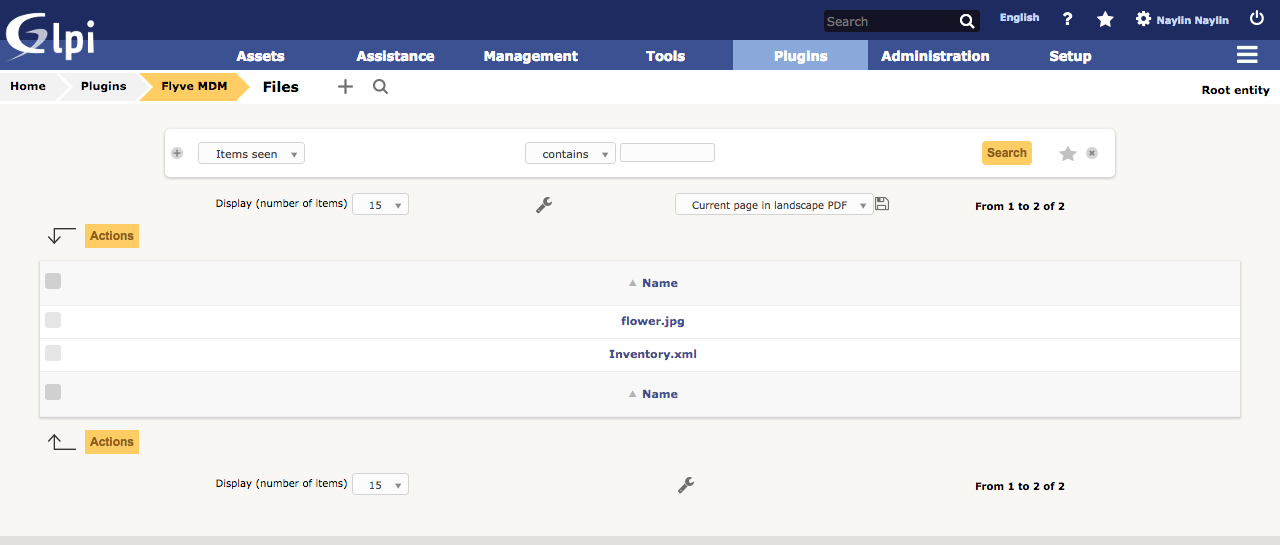 Glpi
Search
English
?
Naylin Naylin
Assets Assistance Management Tools Plugins Administration Setup
Home Plugins Flyve MDM Files
Root entity
Items seen contains Search
Display (number of items) 15 Current page in landscape PDF From 1 to 2 of 2
Actions
Name
flower.jpg
Inventory.xml
Name
Actions
Display (number of items) 15 From 1 to 2 of 2